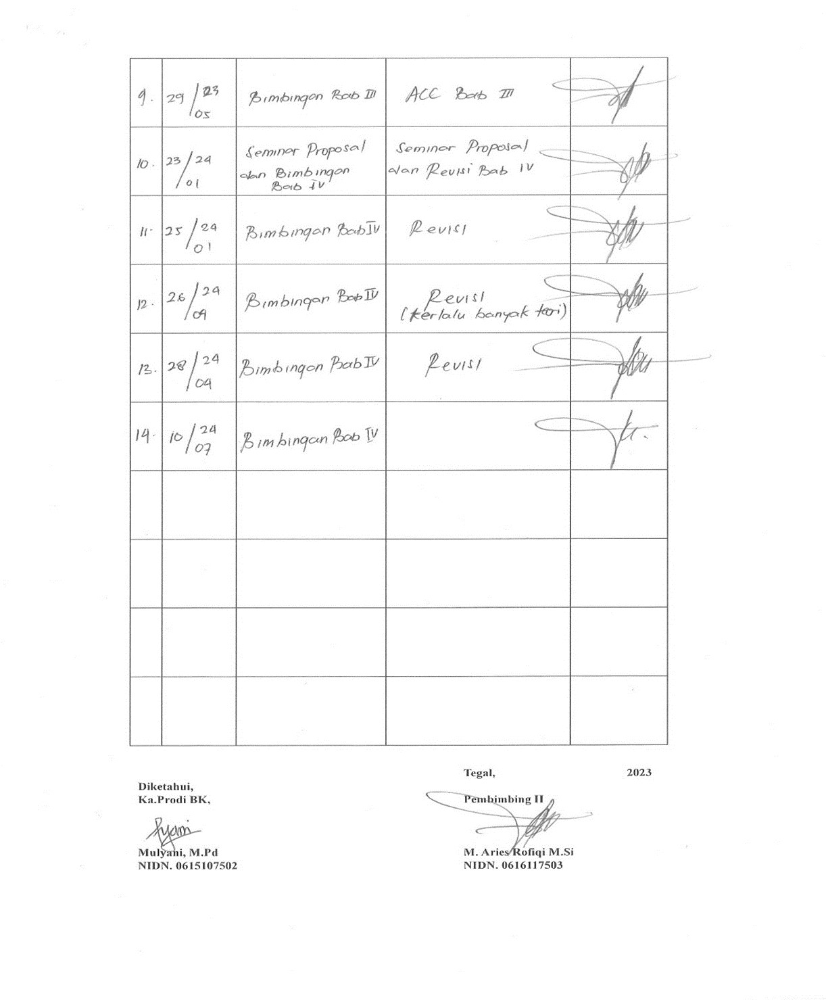 9. 29/23 Bimbingan Bab III ACC Bab III
05
10. 23/24 Seminar Proposal Seminar Proposal
01 dan Bimbingan dan Revisi Bab IV
Bab IV
11. 25/24 Bimbingan Bab IV Revisi
01
12. 26/24 Bimbingan Bab IV Revisi
04 (terlalu banyak teori)
13. 28/24 Bimbingan Bab IV Revisi
04
14. 10/24 Bimbingan Bab IV
07
Tegal, 2023
Diketahui,
Ka.Prodi BK, Pembimbing II
Mulyani, M.Pd M. Aries Rofiqi M.Si
NIDN. 0615107502 NIDN. 0616117503